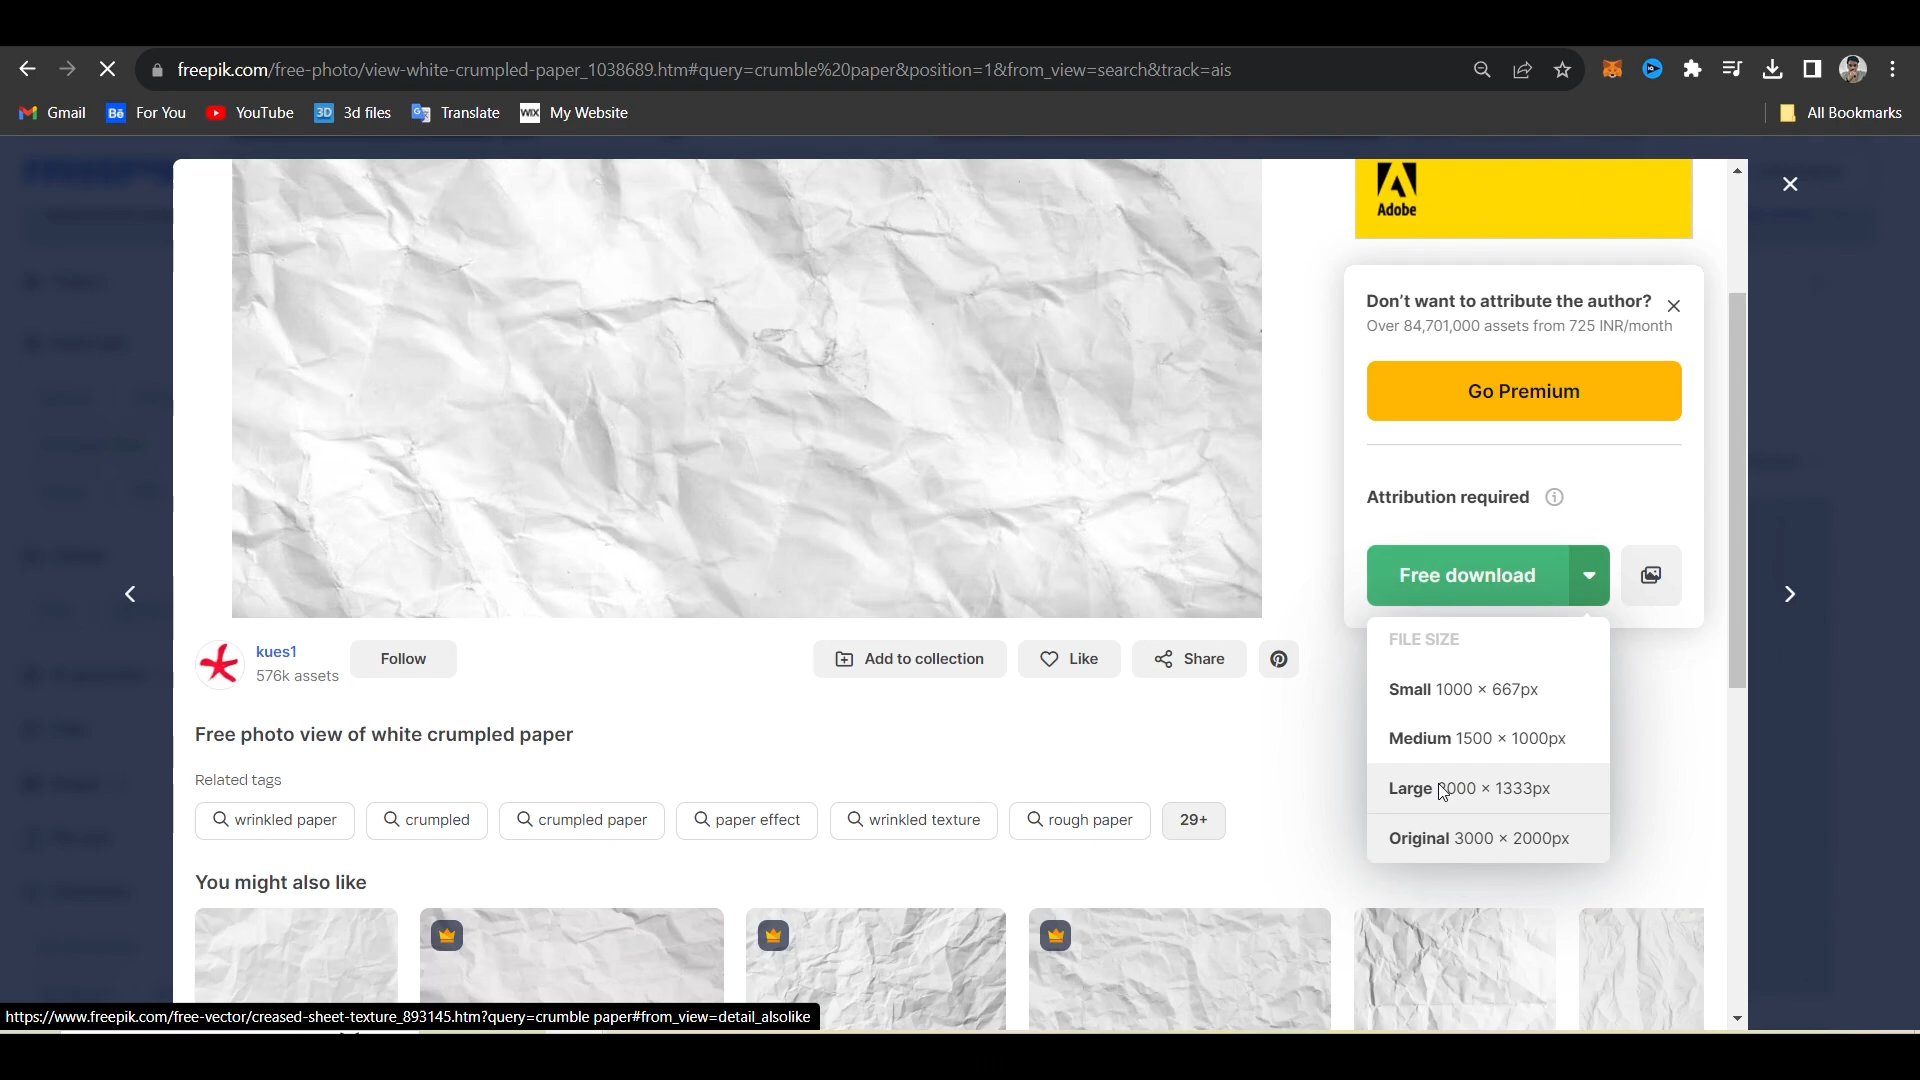 freepik.com/free-photo/view-white-crumpled-paper_1038689.htm#query=crumble%20paper&position=1&from_view=search&track=ais
Gmail
Bē For You
YouTube
3D 3d files
Translate
WIX My Website
All Bookmarks
Adobe
Don't want to attribute the author?
Over 84,701,000 assets from 725 INR/month
Go Premium
Attribution required
Free download
FILE SIZE
Small 1000 × 667px
Medium 1500 × 1000px
Large 2000 × 1333px
Original 3000 × 2000px
kues1
576k assets
Follow
Add to collection
Like
Share
Free photo view of white crumpled paper
Related tags
wrinkled paper
crumpled
crumpled paper
paper effect
wrinkled texture
rough paper
29+
You might also like
https://www.freepik.com/free-vector/creased-sheet-texture_893145.htm?query=crumble paper#from_view=detail_alsolike